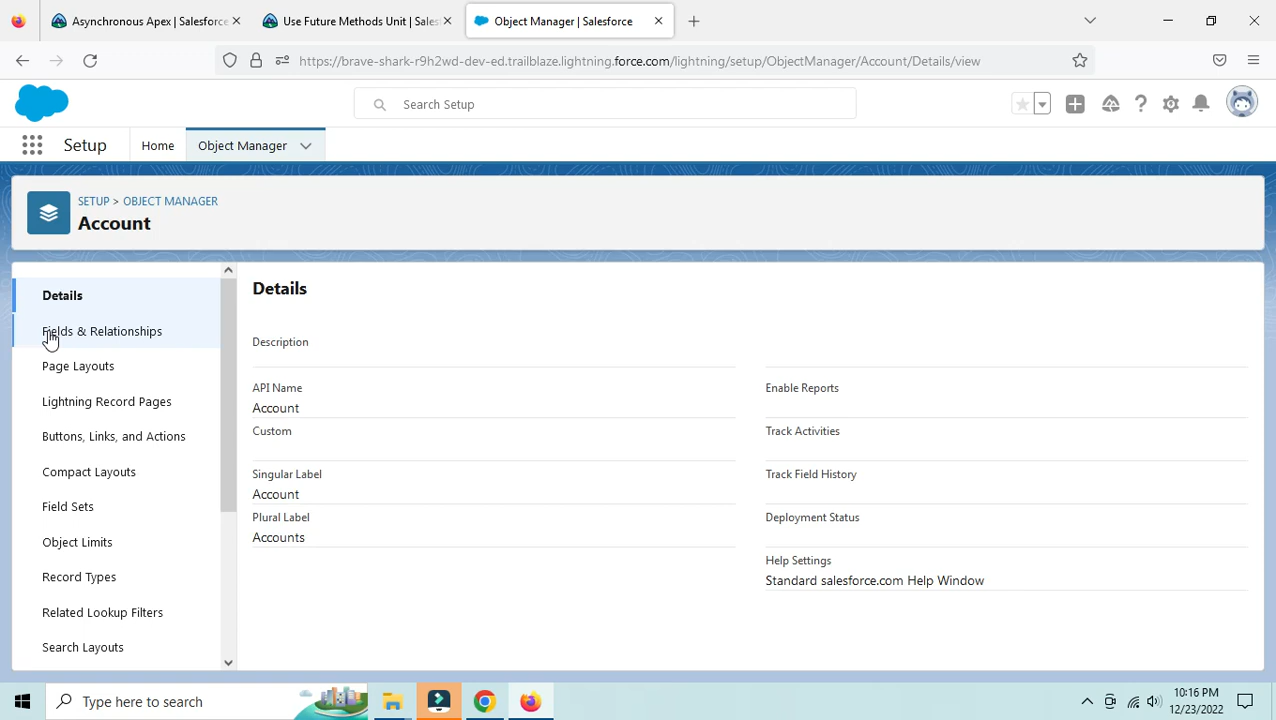 Asynchronous Apex | Salesforce
Use Future Methods Unit | Sales
Object Manager | Salesforce
https://brave-shark-r9h2wd-dev-ed.trailblaze.lightning.force.com/lightning/setup/ObjectManager/Account/Details/view
Search Setup
Setup
Home
Object Manager
SETUP > OBJECT MANAGER
Account
Details
Fields & Relationships
Page Layouts
Lightning Record Pages
Buttons, Links, and Actions
Compact Layouts
Field Sets
Object Limits
Record Types
Related Lookup Filters
Search Layouts
Details
Description
API Name
Account
Custom
Singular Label
Account
Plural Label
Accounts
Enable Reports
Track Activities
Track Field History
Deployment Status
Help Settings
Standard salesforce.com Help Window
Type here to search
10:16 PM
12/23/2022